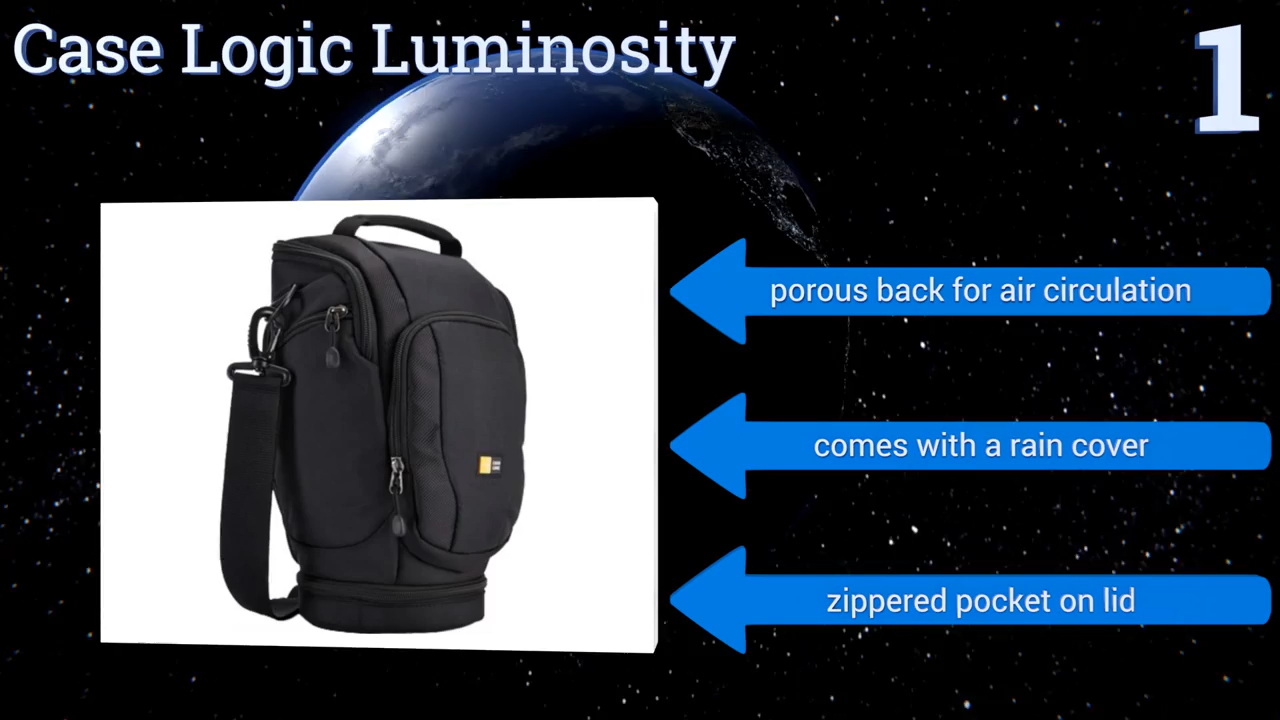 Case Logic Luminosity
1
porous back for air circulation
comes with a rain cover
zippered pocket on lid